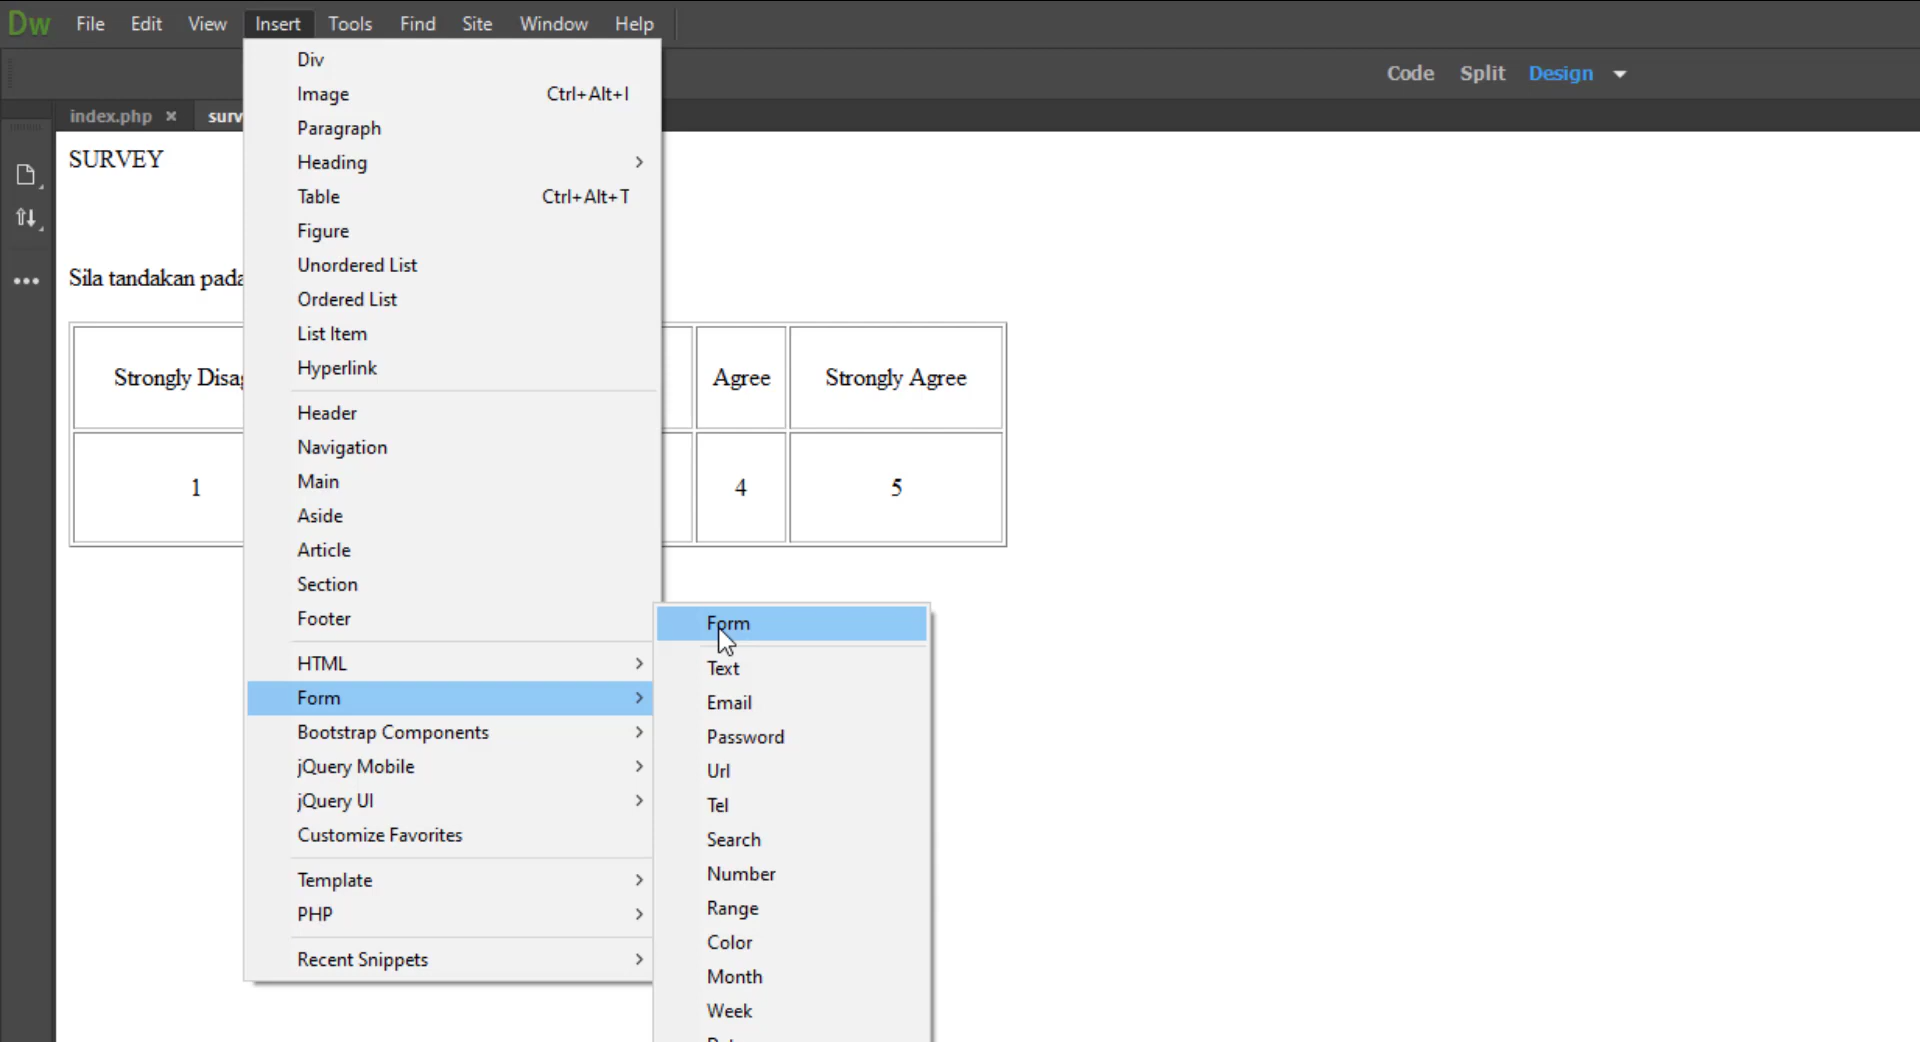 Dw File Edit View Insert Tools Find Site Window Help
Code Split Design
index.php × surv
SURVEY
Sila tandakan pada
Strongly Disag Agree Strongly Agree
1 4 5
Div
Image Ctrl+Alt+I
Paragraph
Heading
Table Ctrl+Alt+T
Figure
Unordered List
Ordered List
List Item
Hyperlink
Header
Navigation
Main
Aside
Article
Section
Footer
HTML
Form
Bootstrap Components
jQuery Mobile
jQuery UI
Customize Favorites
Template
PHP
Recent Snippets
Form
Text
Email
Password
Url
Tel
Search
Number
Range
Color
Month
Week